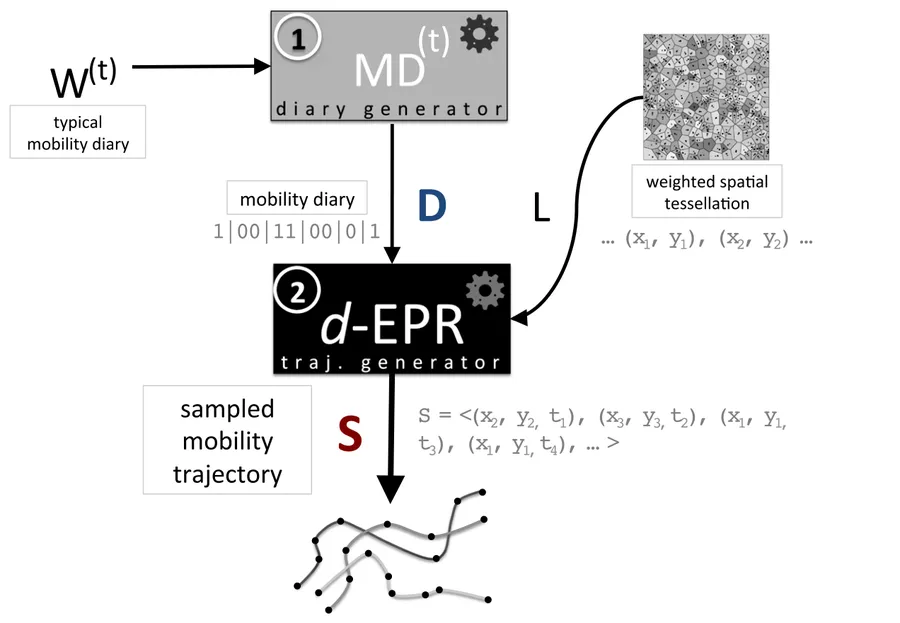 1
MD(t)
diary generator
W(t)
typical
mobility diary
mobility diary
1|00|11|00|0|1
D
L
weighted spatial
tessellation
… (x1, y1), (x2, y2) …
2
d-EPR
traj. generator
sampled
mobility
trajectory
S
S = <(x2, y2, t1), (x3, y3, t2), (x1, y1,
t3), (x1, y1, t4), … >